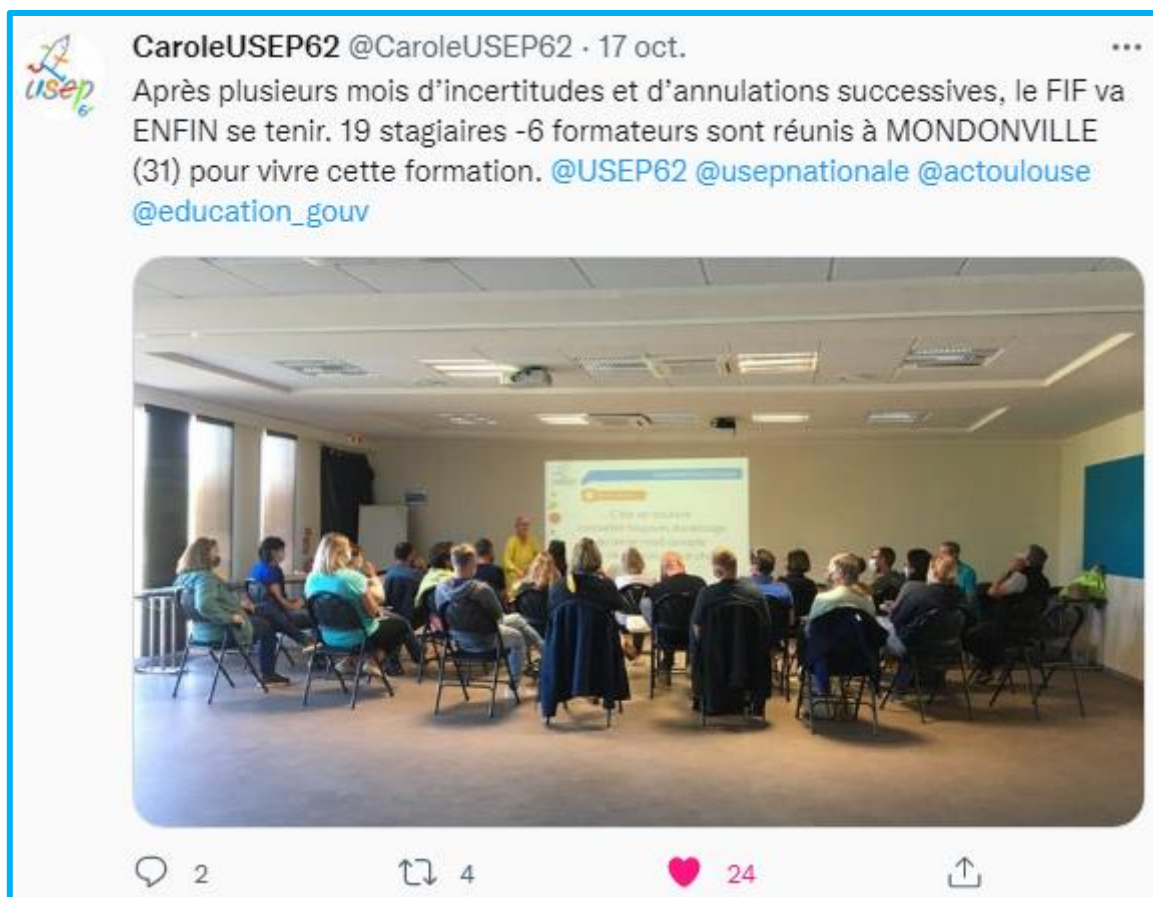 CaroleUSEP62 @CaroleUSEP62 · 17 oct.
usep
Après plusieurs mois d’incertitudes et d’annulations successives, le FIF va
ENFIN se tenir. 19 stagiaires -6 formateurs sont réunis à MONDONVILLE
(31) pour vivre cette formation. @USEP62 @usepnationale @actoulouse
@education_gouv
2
4
24